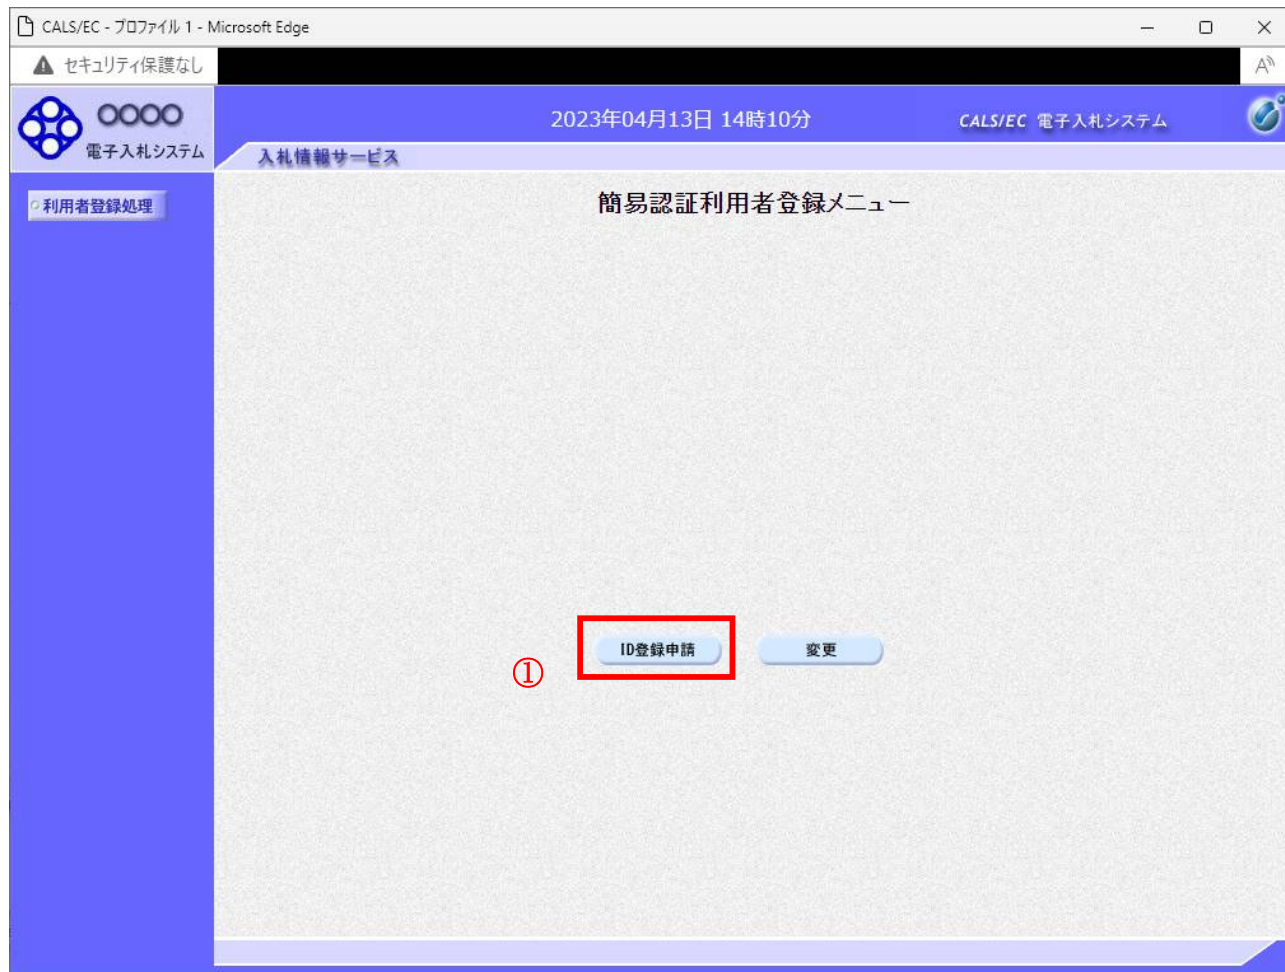 CALS/EC - プロファイル 1 - Microsoft Edge
セキュリティ保護なし
A
〇〇〇〇
電子入札システム
2023年04月13日 14時10分
CALS/EC 電子入札システム
入札情報サービス
利用者登録処理
簡易認証利用者登録メニュー
ID登録申請
変更
①